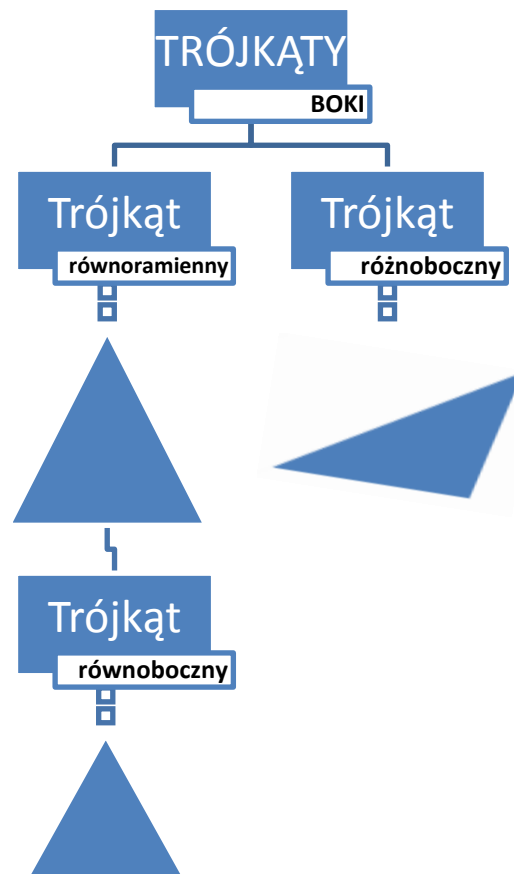 TRÓJKĄTY
BOKI
Trójkąt
równoramienny
Trójkąt
różnoboczny
Trójkąt
równoboczny